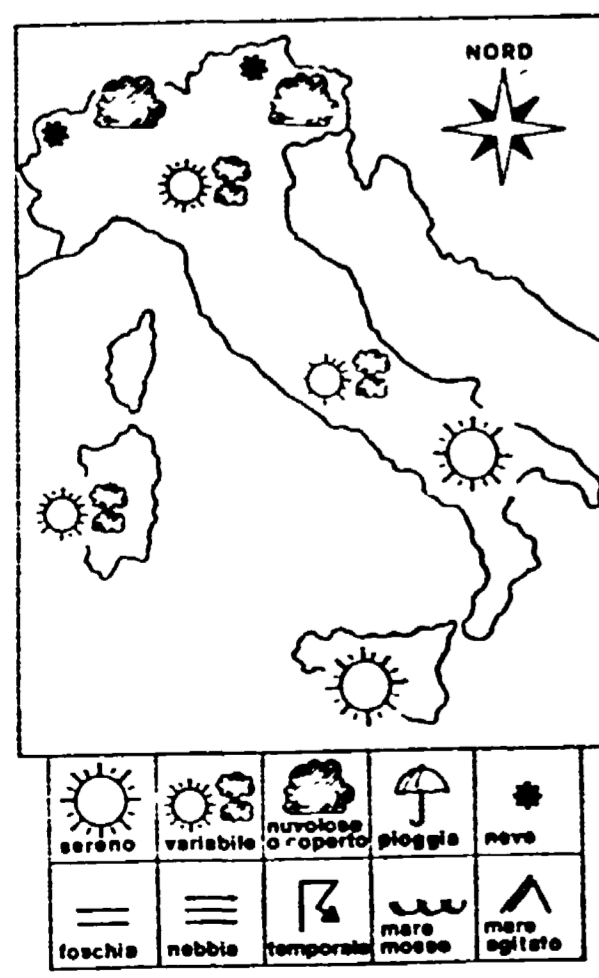 NORD
sereno
variabile
nuvoloso
o coperto
pioggia
neve
foschia
nebbia
temporale
mare
mosso
mare
agitato